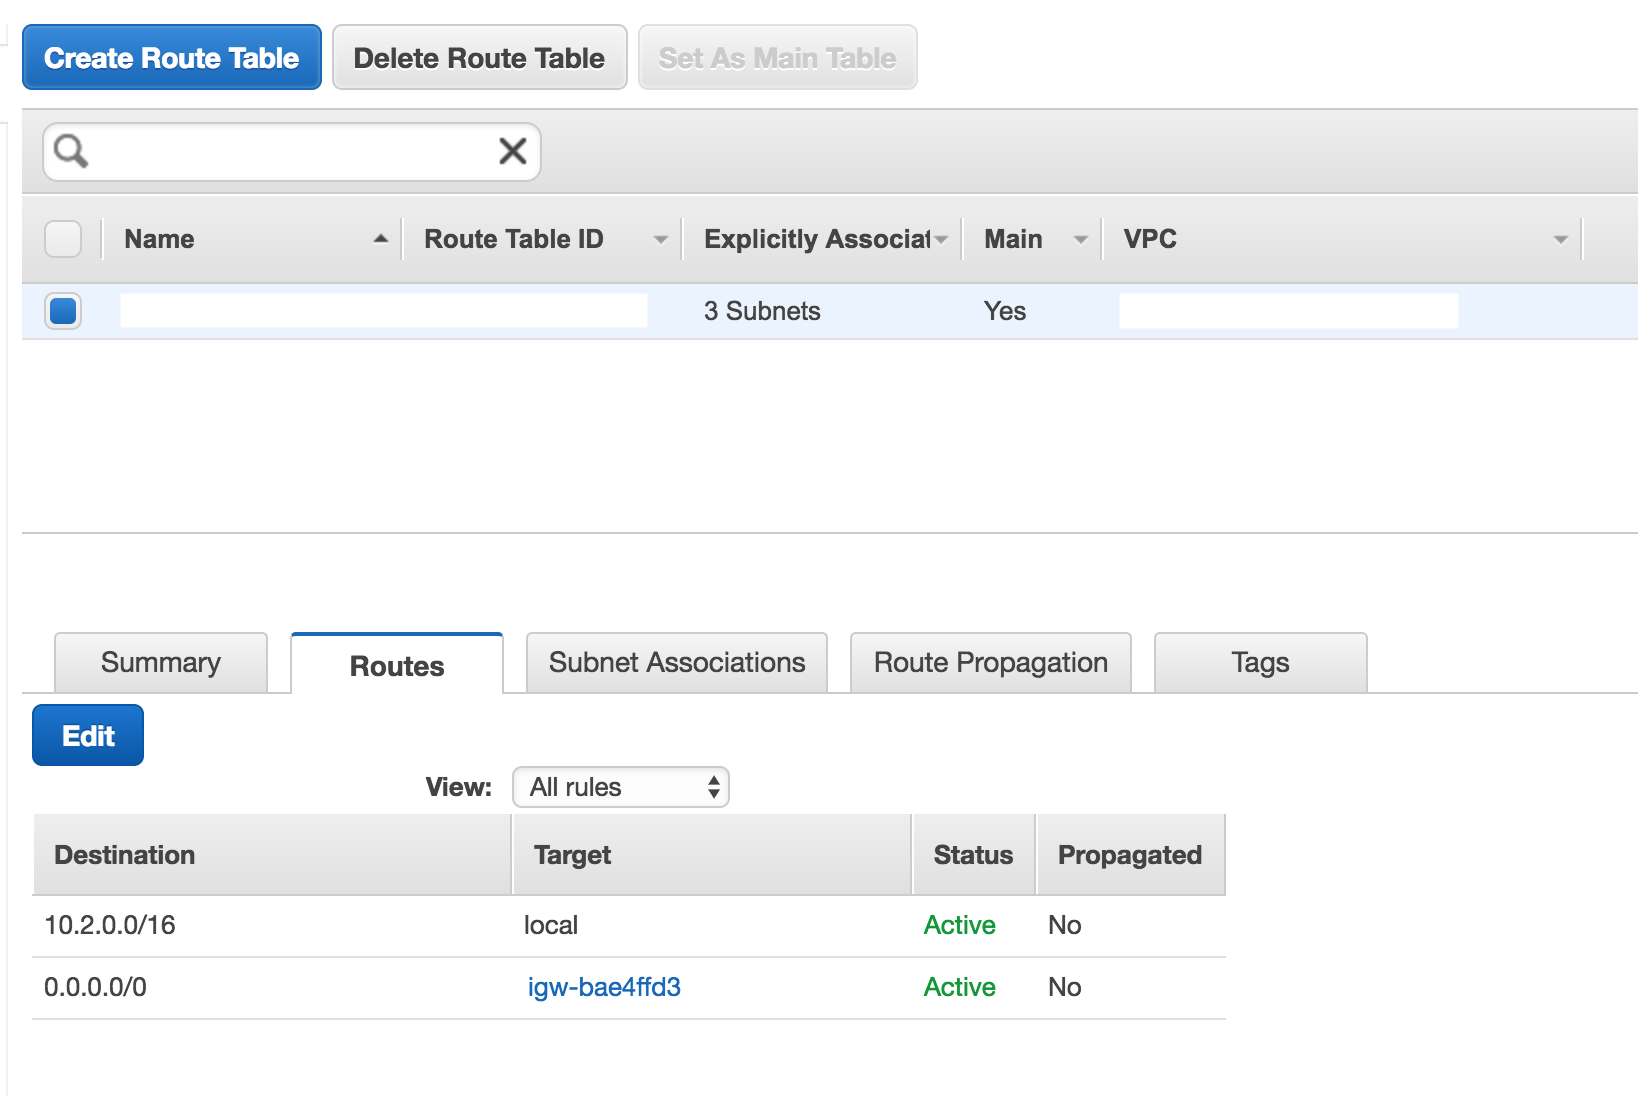 Create Route Table Delete Route Table Set As Main Table
Name Route Table ID Explicitly Associat Main VPC
3 Subnets Yes
Summary Routes Subnet Associations Route Propagation Tags
Edit
View: All rules
Destination Target Status Propagated
10.2.0.0/16 local Active No
0.0.0.0/0 igw-bae4ffd3 Active No